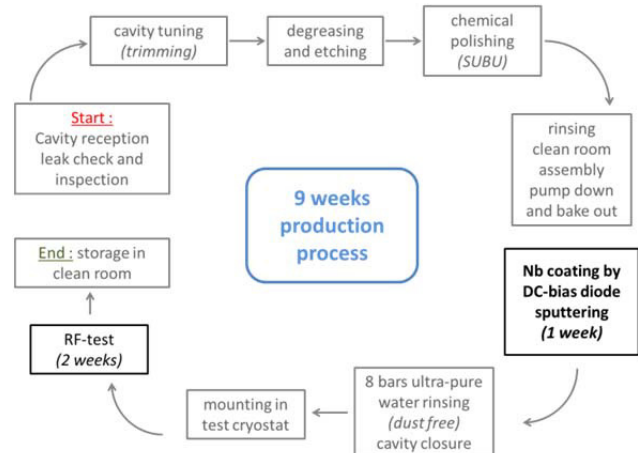 Start :
Cavity reception
leak check and
inspection
cavity tuning
(trimming)
degreasing
and etching
chemical
polishing
(SUBU)
rinsing
clean room
assembly
pump down
and bake out
Nb coating by
DC-bias diode
sputtering
(1 week)
8 bars ultra-pure
water rinsing
(dust free)
cavity closure
mounting in
test cryostat
RF-test
(2 weeks)
End : storage in
clean room
9 weeks
production
process